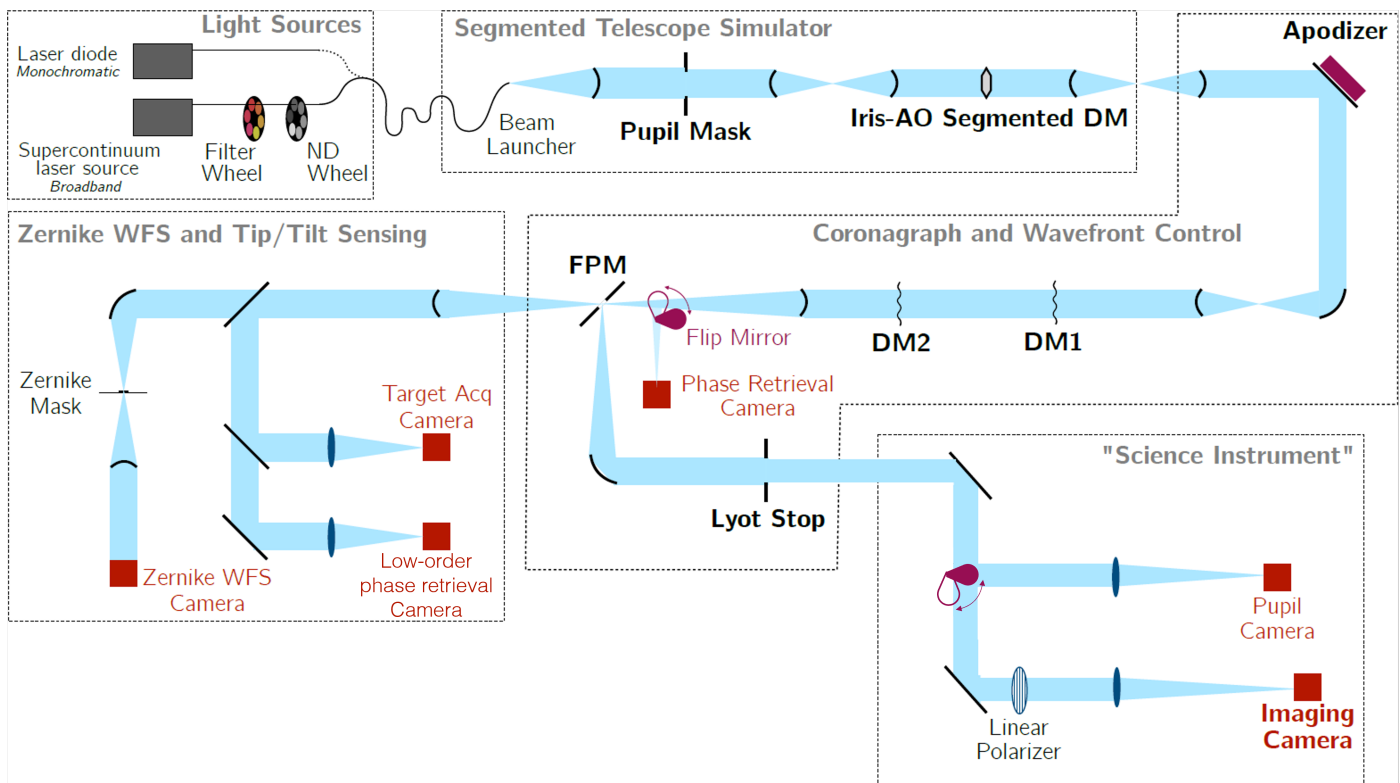 Light Sources
Laser diode
Monochromatic
Supercontinuum
laser source
Broadband
Filter
Wheel
ND
Wheel
Segmented Telescope Simulator
Beam
Launcher
Pupil Mask
Iris-AO Segmented DM
Apodizer
Zernike WFS and Tip/Tilt Sensing
Zernike
Mask
Target Acq
Camera
Zernike WFS
Camera
Low-order
phase retrieval
Camera
Coronagraph and Wavefront Control
FPM
Flip Mirror
DM2
DM1
Phase Retrieval
Camera
Lyot Stop
"Science Instrument"
Pupil
Camera
Linear
Polarizer
Imaging
Camera